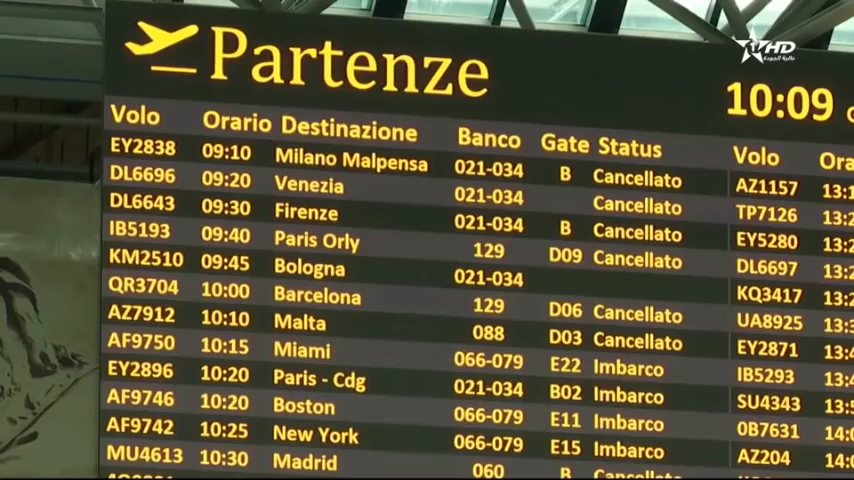 HD
عالية الجودة
Partenze 10:09
Volo Orario Destinazione Banco Gate Status Volo
EY2838 09:10 Milano Malpensa 021-034 B Cancellato AZ1157
DL6696 09:20 Venezia 021-034 Cancellato TP7126
DL6643 09:30 Firenze 021-034 B Cancellato EY5280
IB5193 09:40 Paris Orly 129 D09 Cancellato DL6697
KM2510 09:45 Bologna 021-034 KQ3417
QR3704 10:00 Barcelona 129 D06 Cancellato UA8925
AZ7912 10:10 Malta 088 D03 Cancellato EY2871
AF9750 10:15 Miami 066-079 E22 Imbarco IB5293
EY2896 10:20 Paris - Cdg 021-034 B02 Imbarco SU4343
AF9746 10:20 Boston 066-079 E11 Imbarco 0B7631
AF9742 10:25 New York 066-079 E15 Imbarco AZ204
MU4613 10:30 Madrid 060 B Cancellato